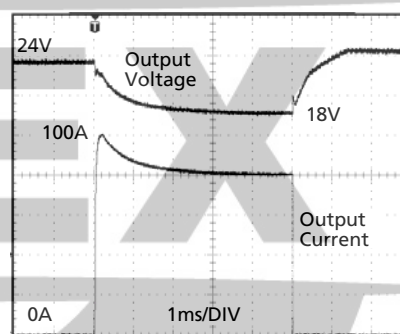 24V
Output
Voltage
18V
100A
Output
Current
0A
1ms/DIV